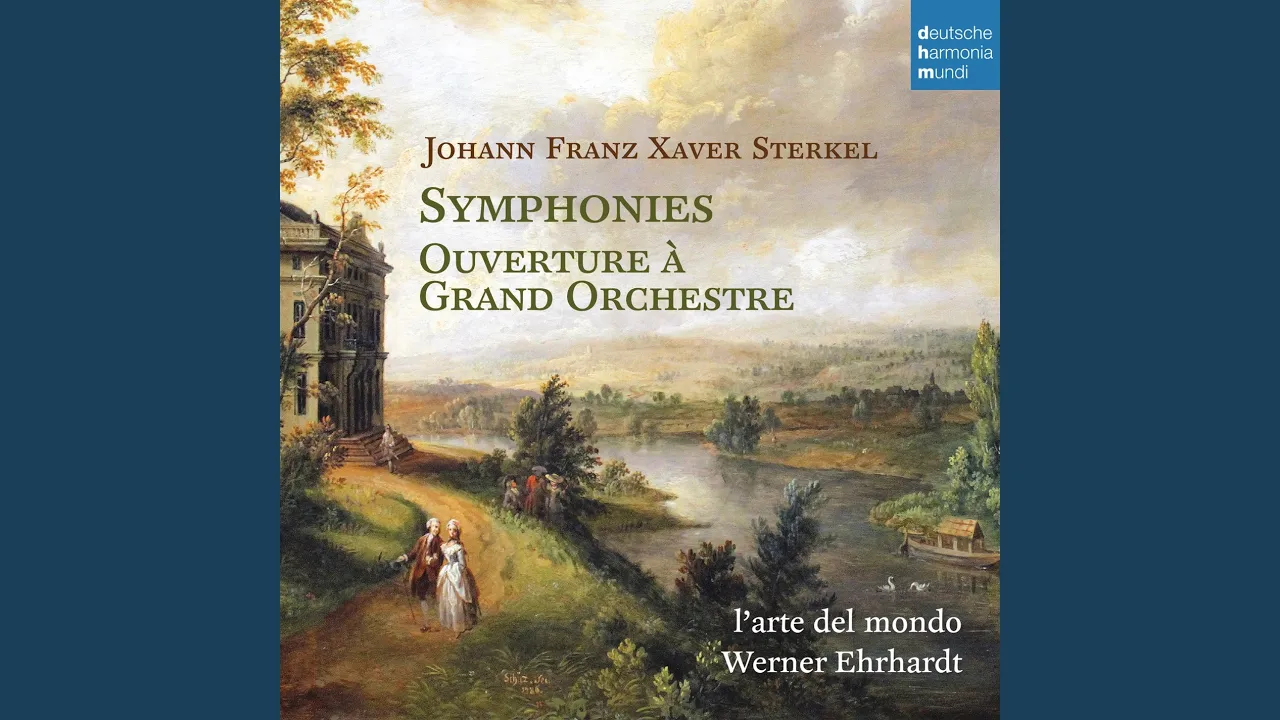 deutsche
harmonia
mundi
Johann Franz Xaver Sterkel
Symphonies
Ouverture à
Grand Orchestre
l'arte del mondo
Werner Ehrhardt